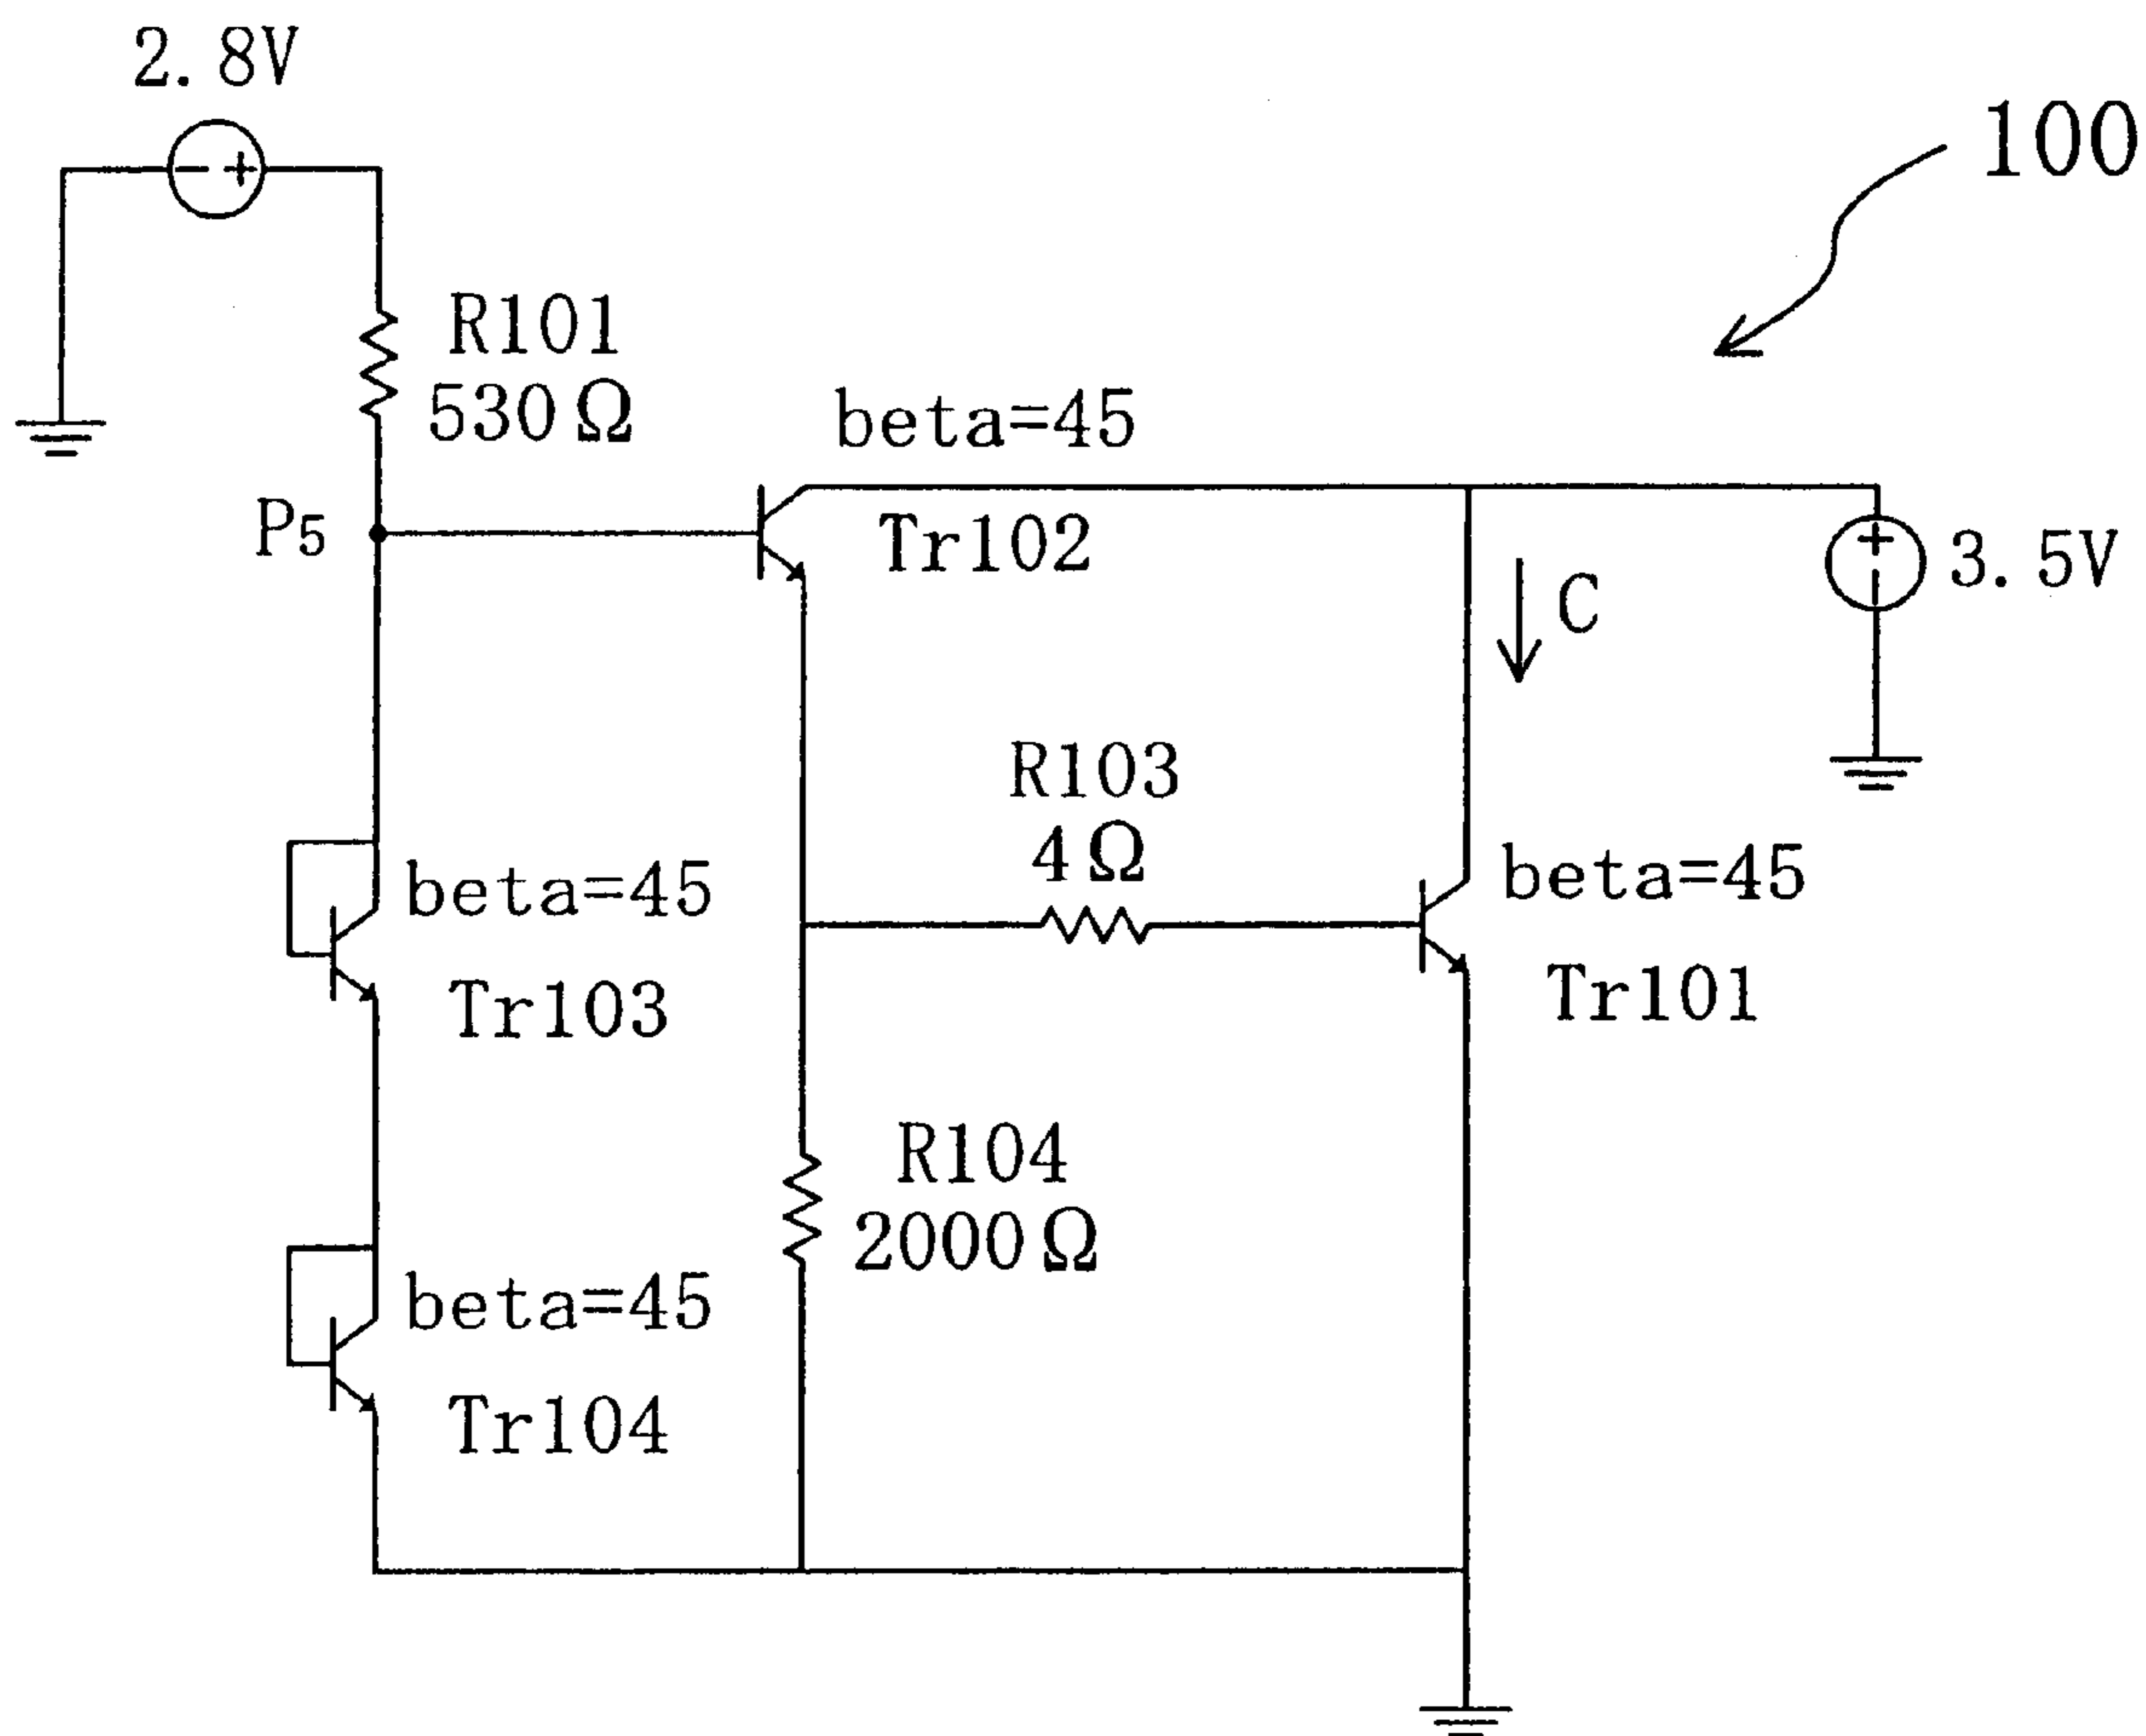 2.8V
100
R101
530Ω
beta=45
P5
Tr102
3.5V
C
R103
4Ω
beta=45
beta=45
Tr103
Tr101
R104
2000Ω
beta=45
Tr104